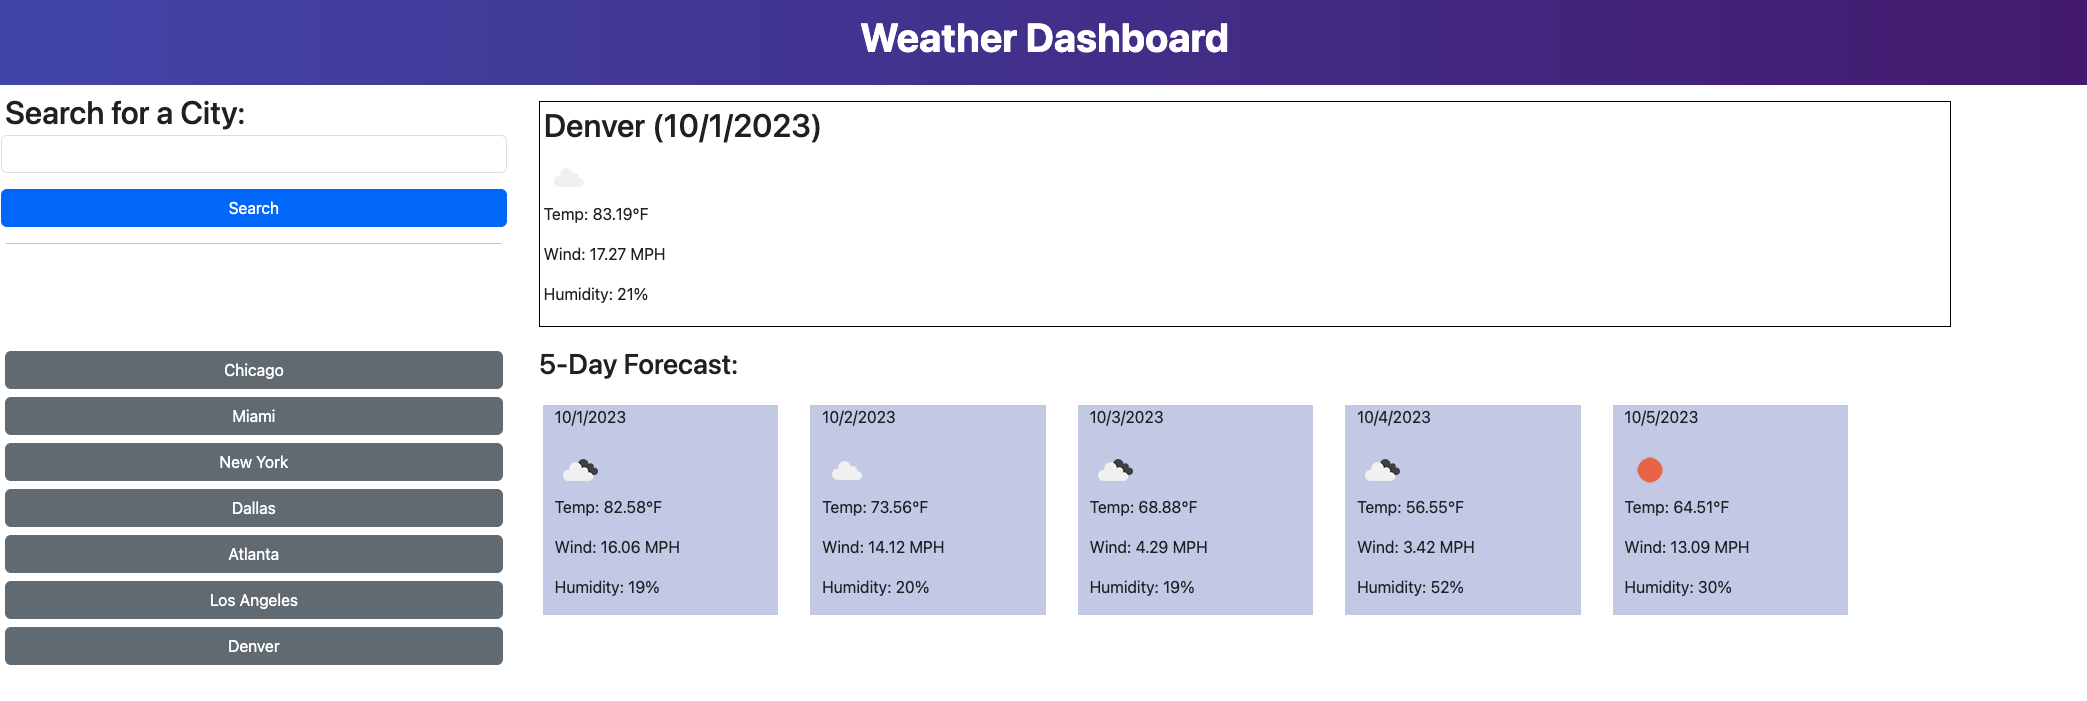 Weather Dashboard
Search for a City:
Search
Chicago
Miami
New York
Dallas
Atlanta
Los Angeles
Denver
Denver (10/1/2023)
Temp: 83.19°F
Wind: 17.27 MPH
Humidity: 21%
5-Day Forecast:
10/1/2023
Temp: 82.58°F
Wind: 16.06 MPH
Humidity: 19%
10/2/2023
Temp: 73.56°F
Wind: 14.12 MPH
Humidity: 20%
10/3/2023
Temp: 68.88°F
Wind: 4.29 MPH
Humidity: 19%
10/4/2023
Temp: 56.55°F
Wind: 3.42 MPH
Humidity: 52%
10/5/2023
Temp: 64.51°F
Wind: 13.09 MPH
Humidity: 30%